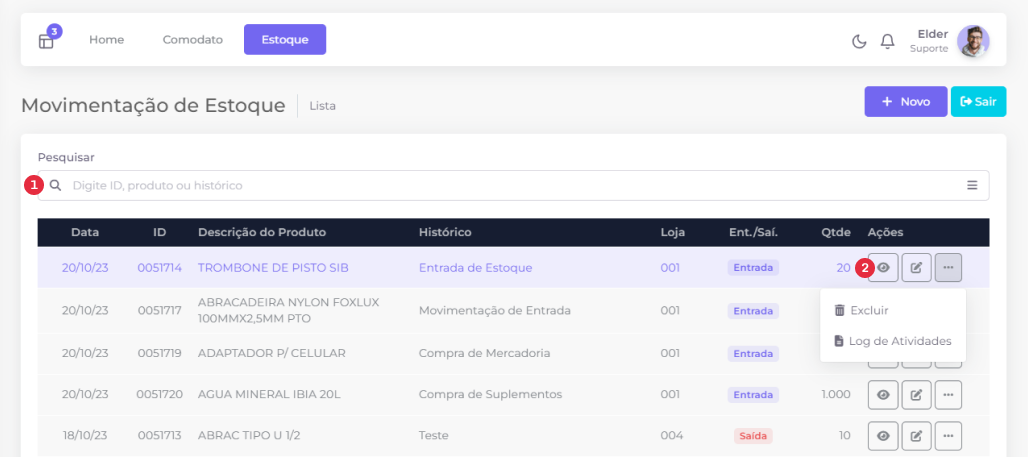 3
Home Comodato Estoque Elder
Suporte
Movimentação de Estoque Lista + Novo Sair
Pesquisar
1 Digite ID, produto ou histórico
Data ID Descrição do Produto Histórico Loja Ent./Saí. Qtde Ações
20/10/23 0051714 TROMBONE DE PISTO SIB Entrada de Estoque 001 Entrada 20 2
20/10/23 0051717 ABRACADEIRA NYLON FOXLUX 100MMX2,5MM PTO Movimentação de Entrada 001 Entrada
Excluir
Log de Atividades
20/10/23 0051719 ADAPTADOR P/ CELULAR Compra de Mercadoria 001 Entrada
20/10/23 0051720 AGUA MINERAL IBIA 20L Compra de Suplementos 001 Entrada 1.000
18/10/23 0051713 ABRAC TIPO U 1/2 Teste 004 Saída 10